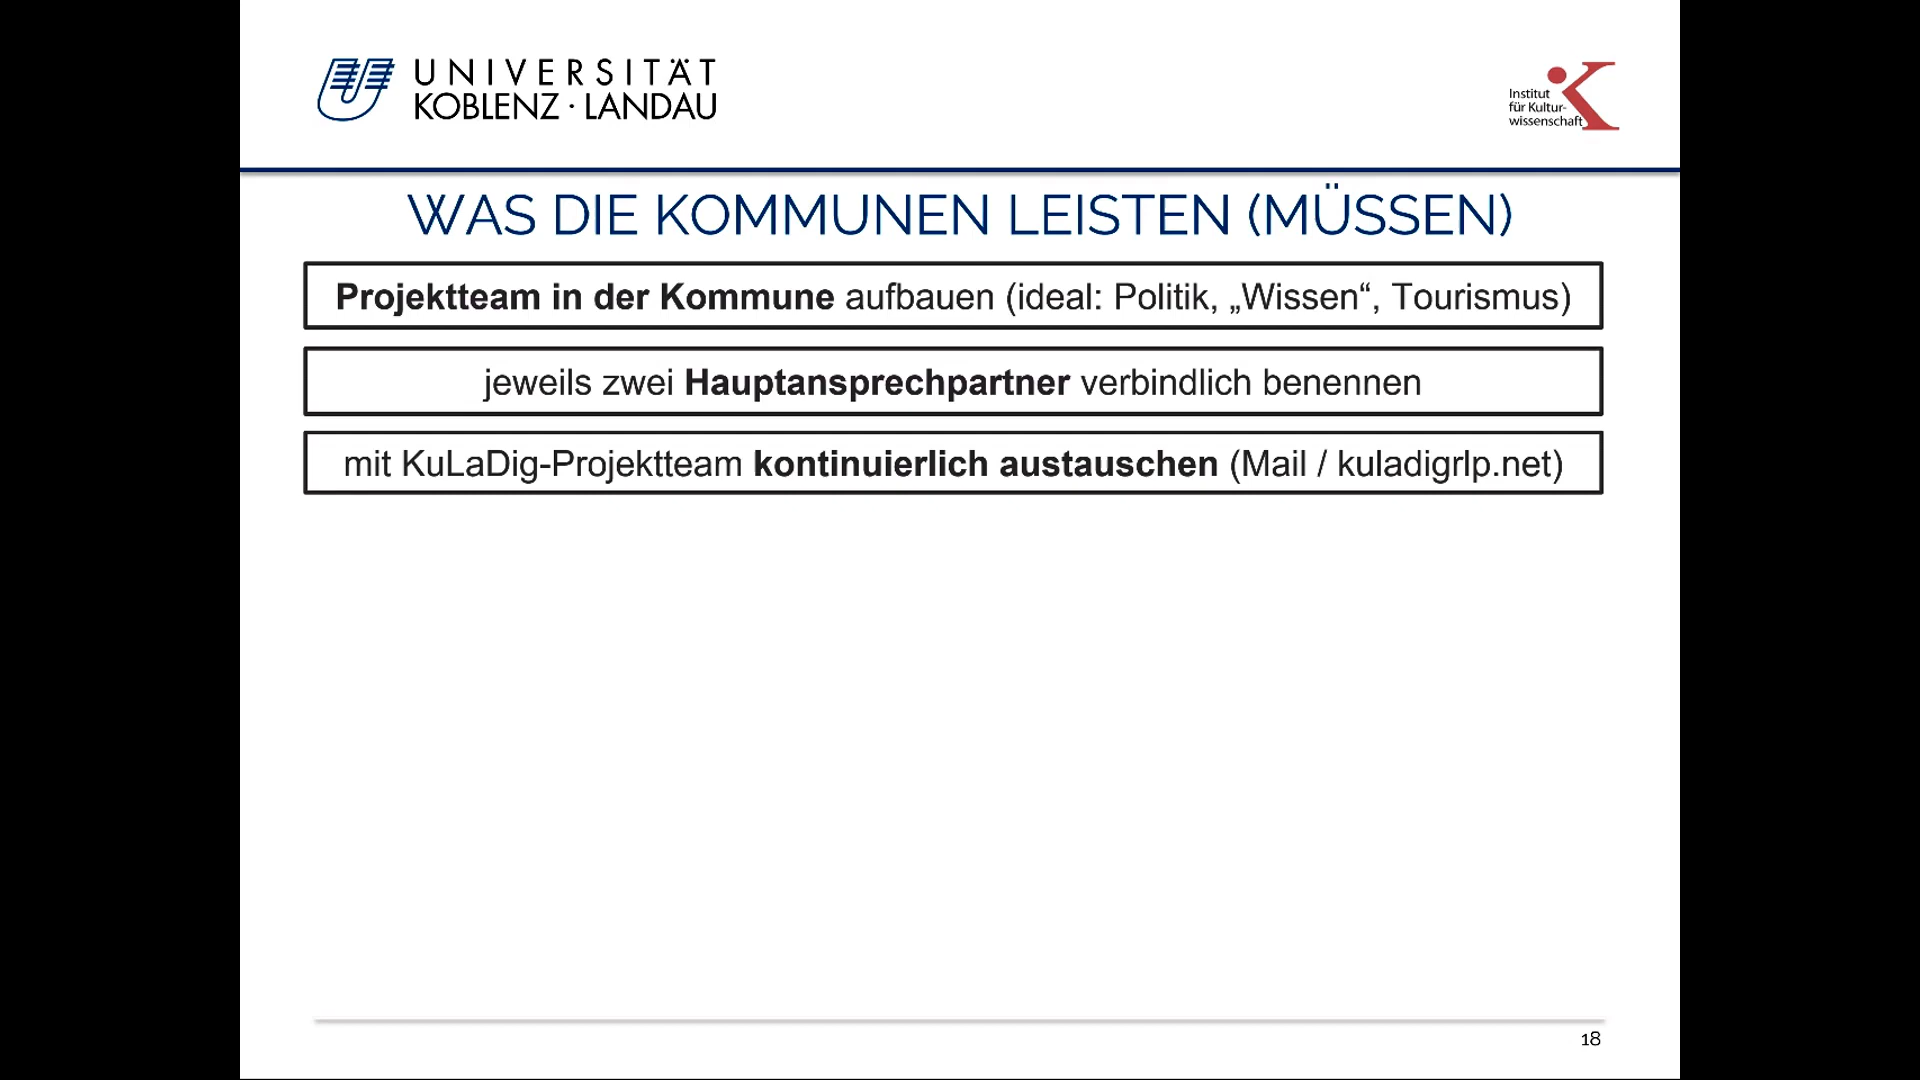 UNIVERSITÄT
KOBLENZ · LANDAU
Institut
für Kultur-
wissenschaft
WAS DIE KOMMUNEN LEISTEN (MÜSSEN)
Projektteam in der Kommune aufbauen (ideal: Politik, „Wissen“, Tourismus)
jeweils zwei Hauptansprechpartner verbindlich benennen
mit KuLaDig-Projektteam kontinuierlich austauschen (Mail / kuladigrlp.net)
18